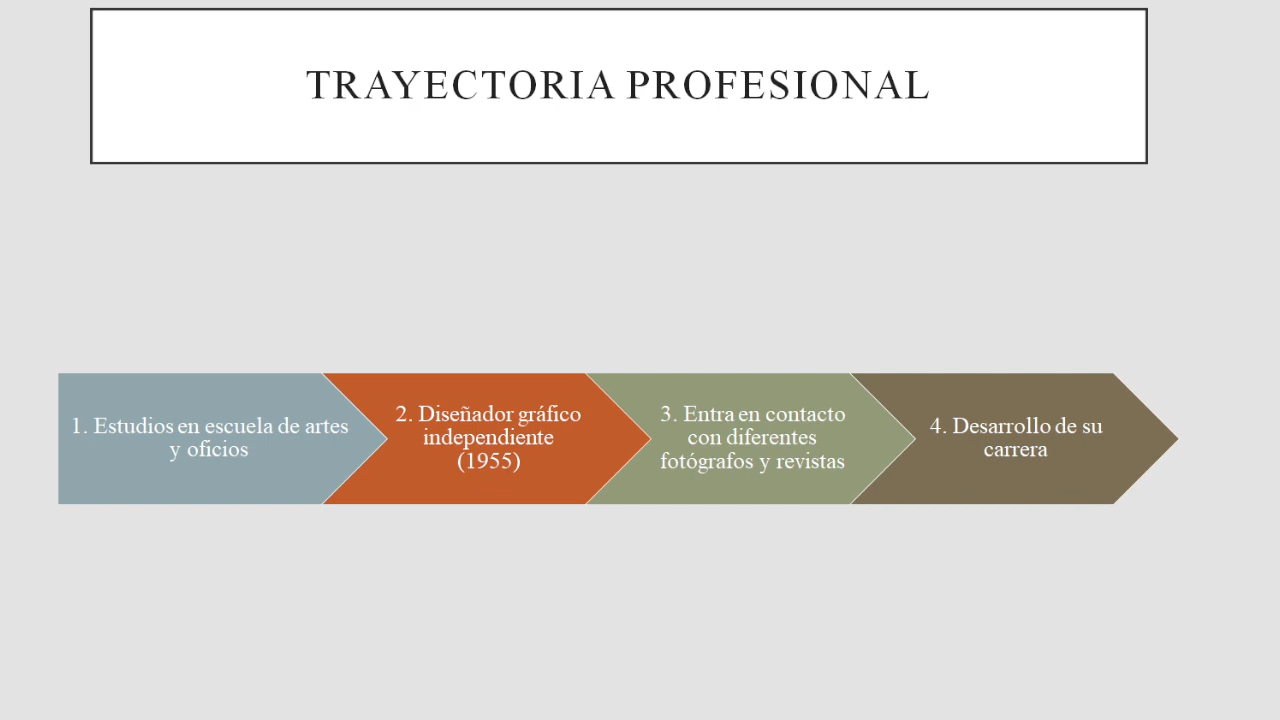 TRAYECTORIA PROFESIONAL
1. Estudios en escuela de artes
y oficios
2. Diseñador gráfico
independiente
(1955)
3. Entra en contacto
con diferentes
fotógrafos y revistas
4. Desarrollo de su
carrera